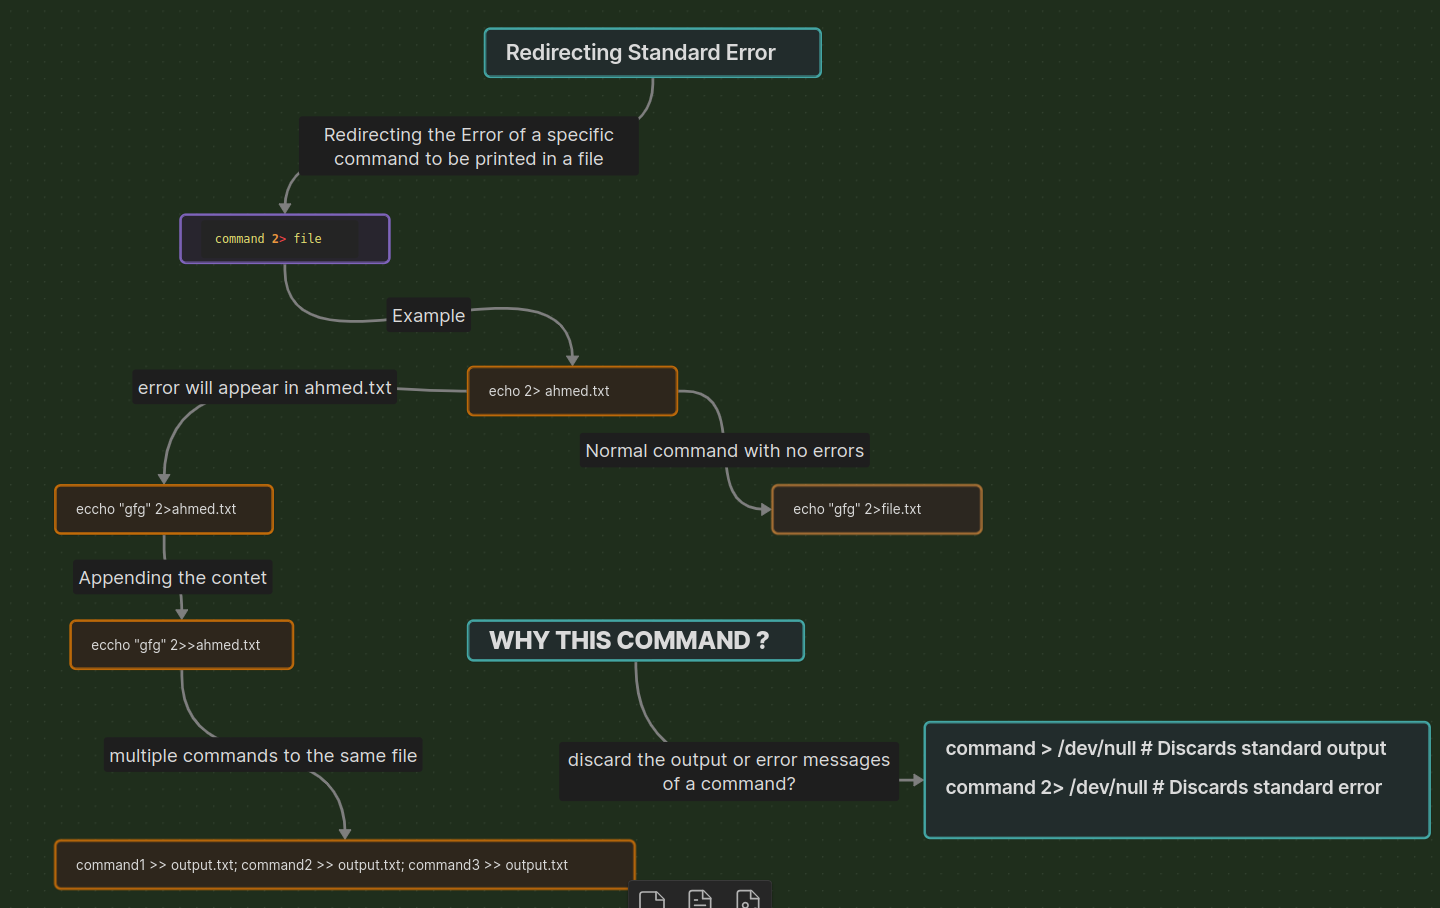 Redirecting Standard Error
Redirecting the Error of a specific
command to be printed in a file
command 2> file
Example
echo 2> ahmed.txt
error will appear in ahmed.txt
Normal command with no errors
eccho "gfg" 2>ahmed.txt
echo "gfg" 2>file.txt
Appending the contet
eccho "gfg" 2>>ahmed.txt
multiple commands to the same file
command1 >> output.txt; command2 >> output.txt; command3 >> output.txt
WHY THIS COMMAND ?
discard the output or error messages
of a command?
command > /dev/null # Discards standard output
command 2> /dev/null # Discards standard error